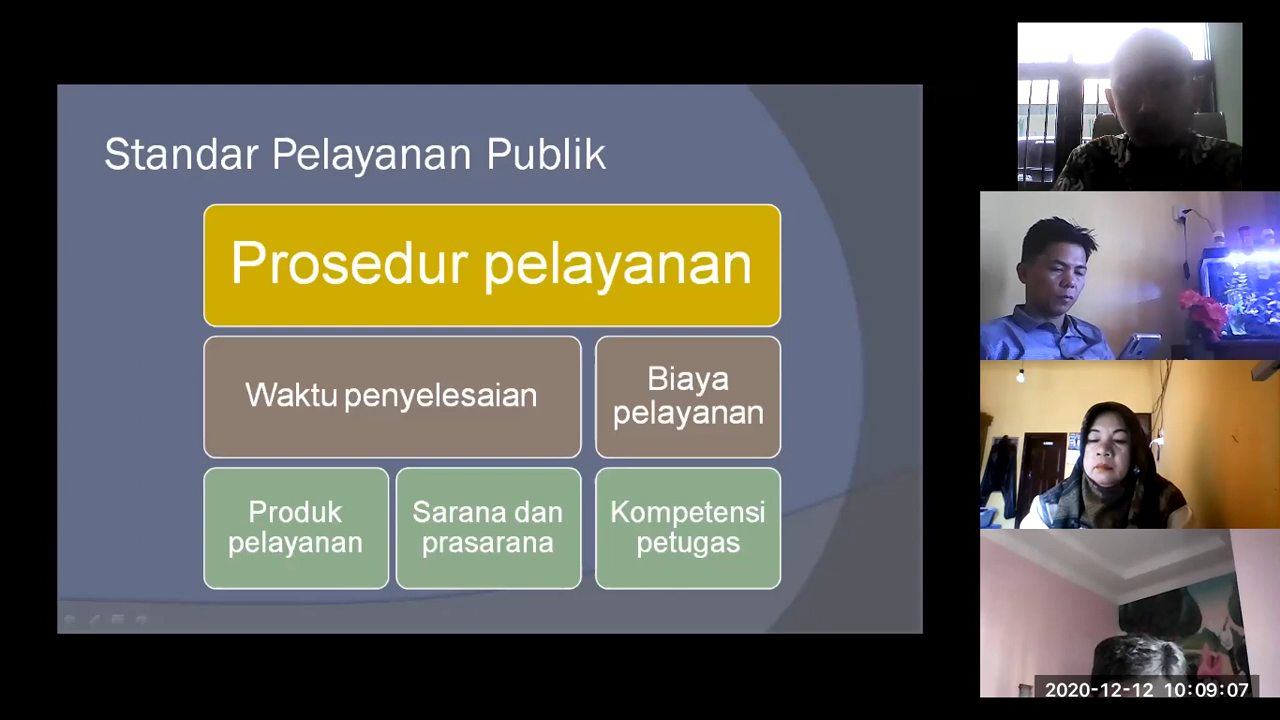 Standar Pelayanan Publik
Prosedur pelayanan
Waktu penyelesaian
Biaya
pelayanan
Produk
pelayanan
Sarana dan
prasarana
Kompetensi
petugas
2020-12-12 10:09:07